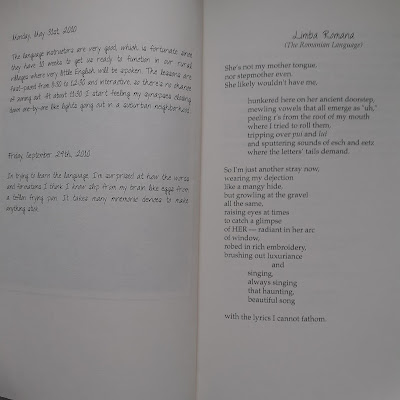 Monday, May 31st, 2010
The language instructors are very good, which is fortunate since
they have 10 weeks to get us ready to function in our rural
villages where very little English will be spoken. The lessons are
fast-paced from 8:30 to 12:30 and interactive, so there's no chance
of zoning out. At about 11:30 I start feeling my synapses closing
down one-by-one like lights going out in a suburban neighborhood.
Friday, September 24th, 2010
In trying to learn the language, I'm surprised at how the words
and formations I think I know slip from my brain like eggs from
a teflon frying pan. It takes many mnemonic devices to make
anything stick.
Limba Romana
(The Romanian Language)
She's not my mother tongue,
nor stepmother even.
She likely wouldn't have me,
hunkered here on her ancient doorstep,
mewling vowels that all emerge as "uh,"
peeling r's from the root of my mouth
where I tried to roll them,
tripping over pui and lui
and sputtering sounds of esch and eetz
where the letters' tails demand.
So I'm just another stray now,
wearing my dejection
like a mangy hide,
but growling at the gravel
all the same,
raising eyes at times
to catch a glimpse
of HER — radiant in her arc
of window,
robed in rich embroidery,
brushing out luxuriance
and
singing,
always singing
that haunting,
beautiful song
with the lyrics I cannot fathom.